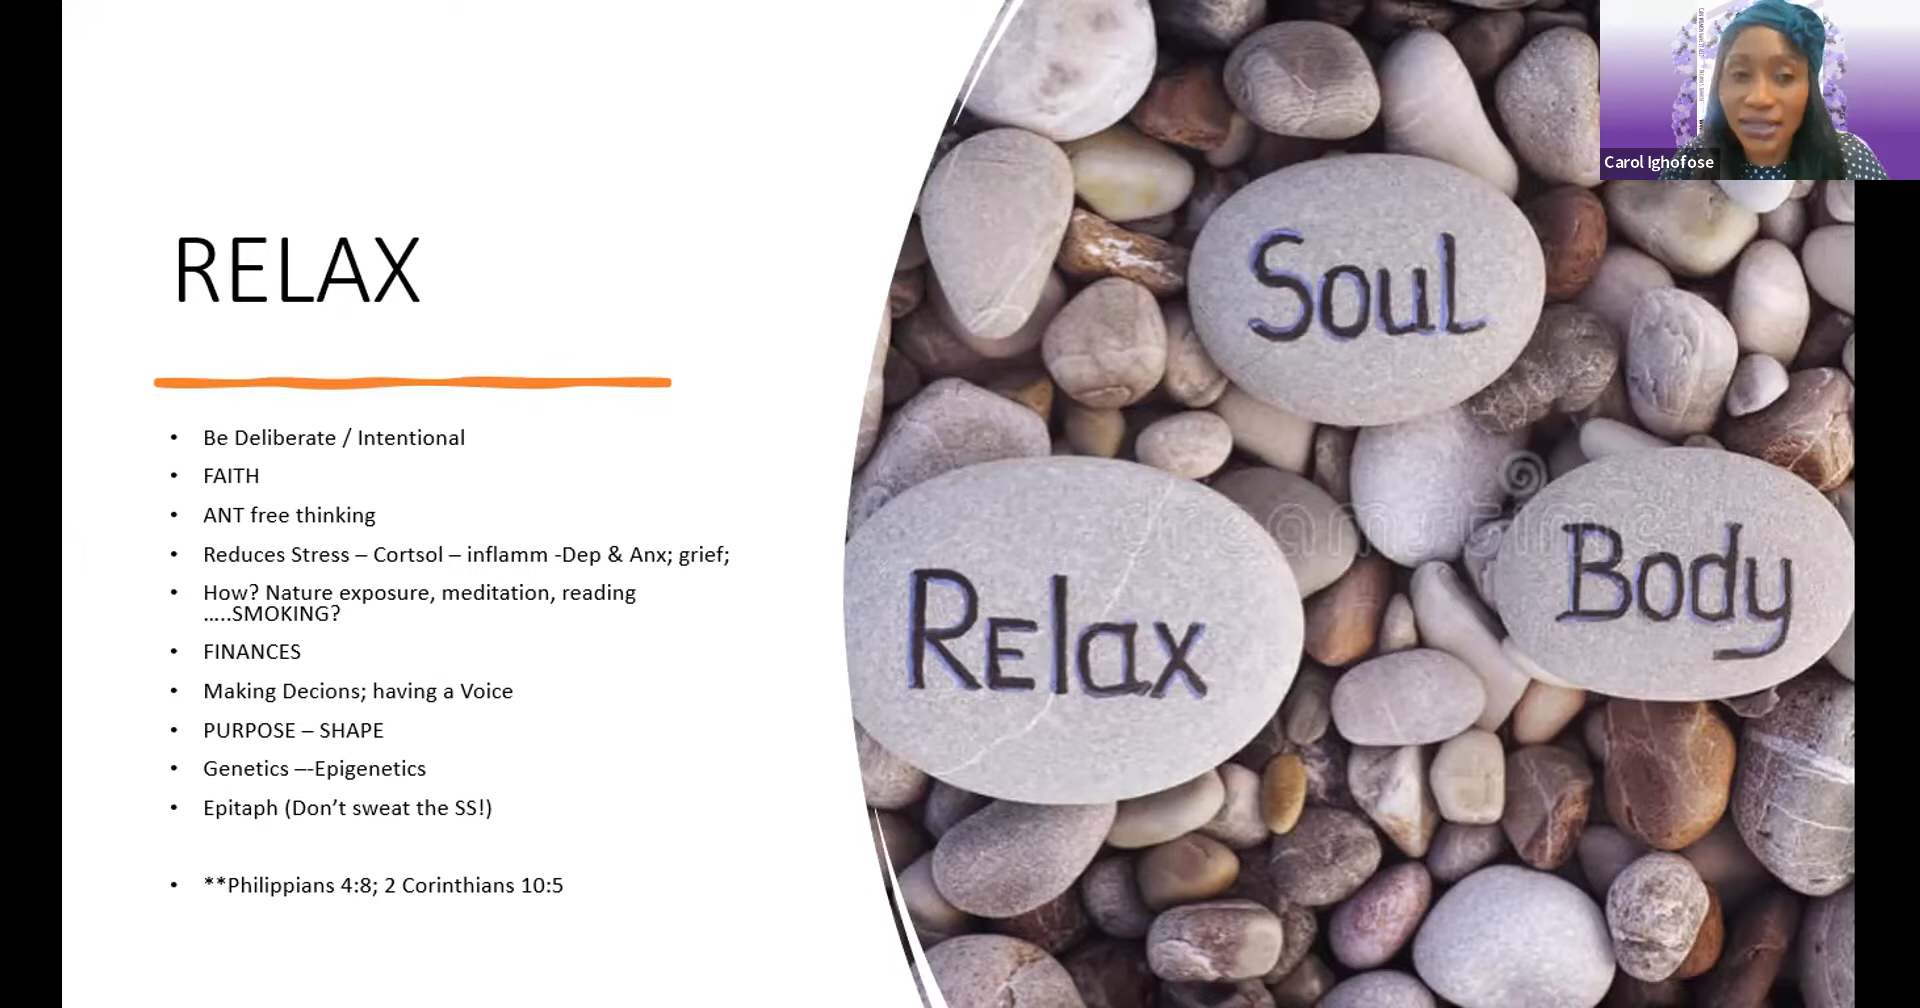 RELAX
• Be Deliberate / Intentional
• FAITH
• ANT free thinking
• Reduces Stress – Cortsol – inflamm -Dep & Anx; grief;
• How? Nature exposure, meditation, reading
…..SMOKING?
• FINANCES
• Making Decions; having a Voice
• PURPOSE – SHAPE
• Genetics –-Epigenetics
• Epitaph (Don’t sweat the SS!)
• **Philippians 4:8; 2 Corinthians 10:5
Soul
Relax
Body
dreamstime
Carol Ighofose